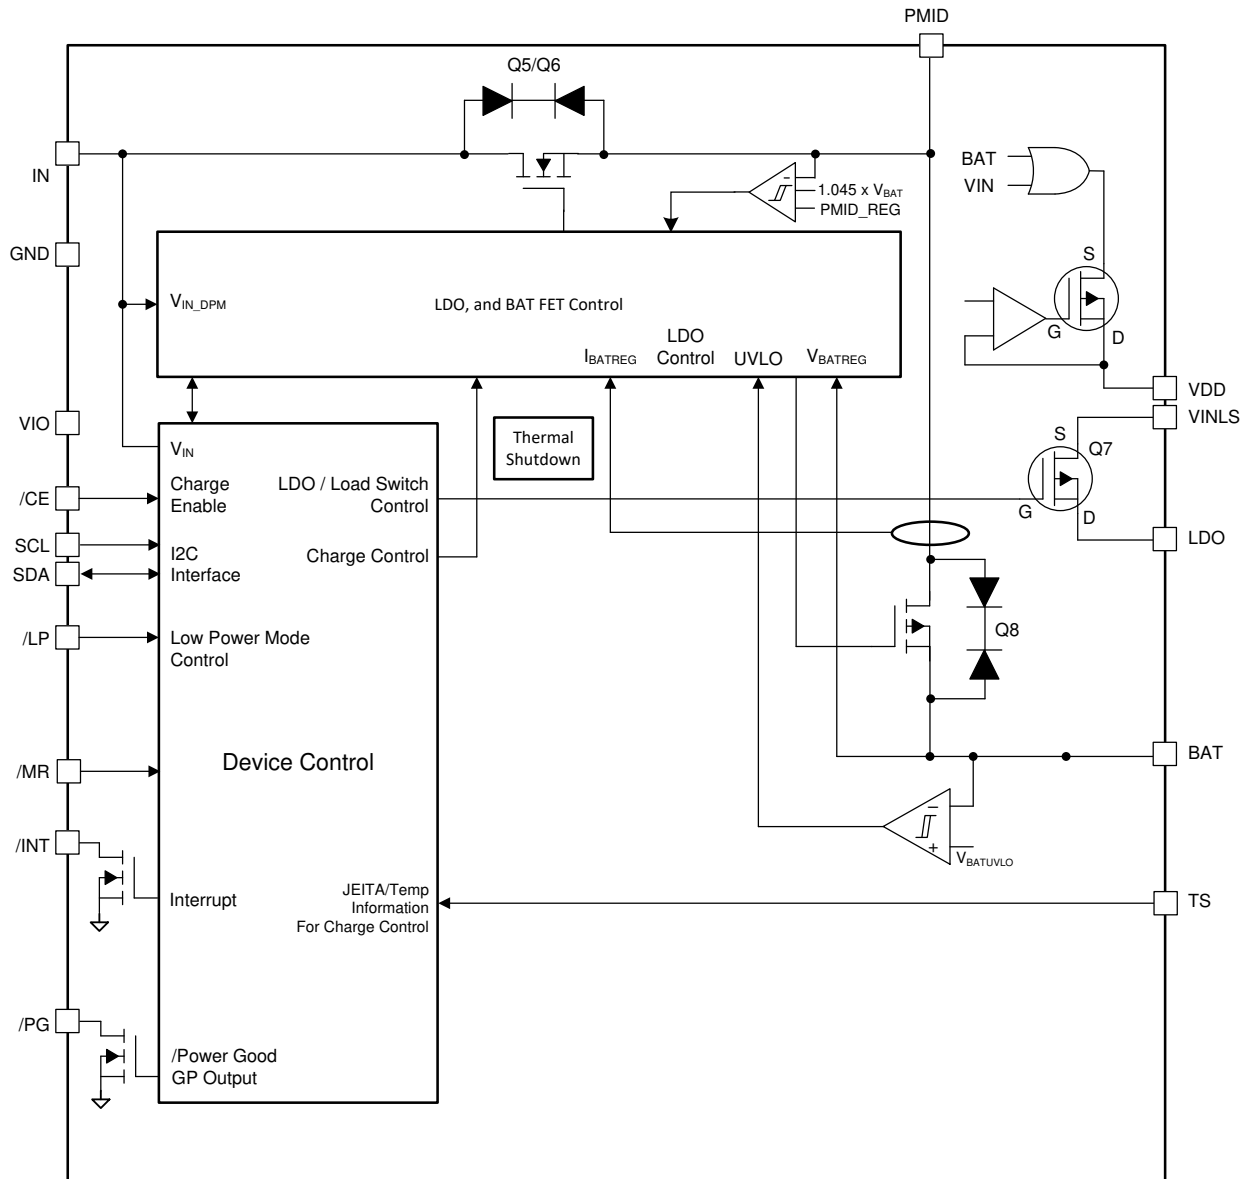 PMID
Q5/Q6
IN
BAT
VIN
-
1.045 x VBAT
PMID_REG
GND
S
VIN_DPM
LDO, and BAT FET Control
G
D
LDO
Control
IBATREG
UVLO
VBATREG
VDD
VIO
VINLS
Thermal
Shutdown
S
Q7
VIN
/CE
Charge
Enable
LDO / Load Switch
Control
G
D
SCL
LDO
I2C
Interface
Charge Control
SDA
/LP
Low Power Mode
Control
Q8
/MR
Device Control
BAT
-
+
VBATUVLO
/INT
Interrupt
JEITA/Temp
Information
For Charge Control
TS
/PG
/Power Good
GP Output